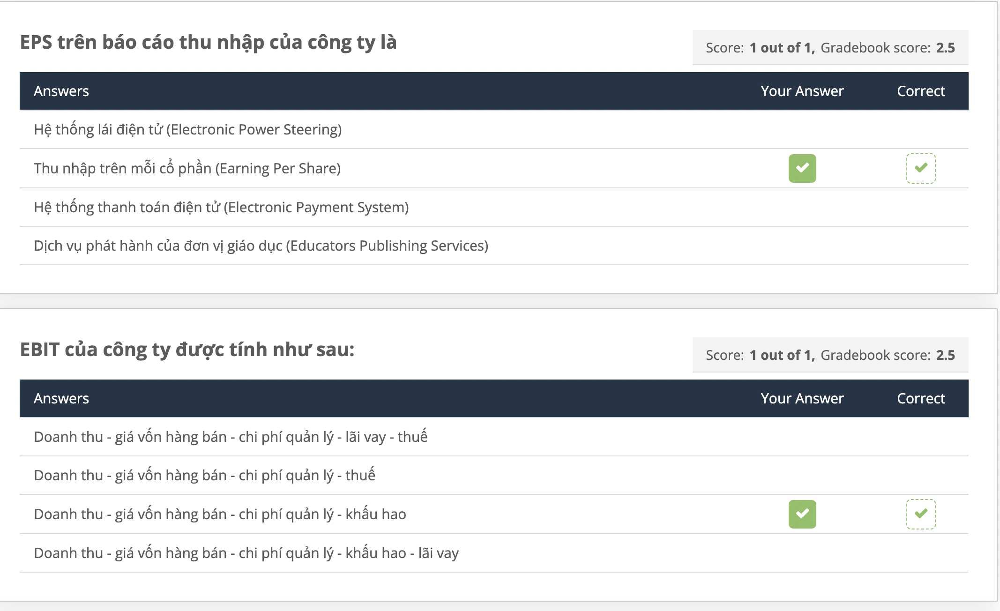 EPS trên báo cáo thu nhập của công ty là
Score: 1 out of 1, Gradebook score: 2.5
Answers Your Answer Correct
Hệ thống lái điện tử (Electronic Power Steering)
Thu nhập trên mỗi cổ phần (Earning Per Share)
Hệ thống thanh toán điện tử (Electronic Payment System)
Dịch vụ phát hành của đơn vị giáo dục (Educators Publishing Services)
EBIT của công ty được tính như sau:
Score: 1 out of 1, Gradebook score: 2.5
Answers Your Answer Correct
Doanh thu - giá vốn hàng bán - chi phí quản lý - lãi vay - thuế
Doanh thu - giá vốn hàng bán - chi phí quản lý - thuế
Doanh thu - giá vốn hàng bán - chi phí quản lý - khấu hao
Doanh thu - giá vốn hàng bán - chi phí quản lý - khấu hao - lãi vay